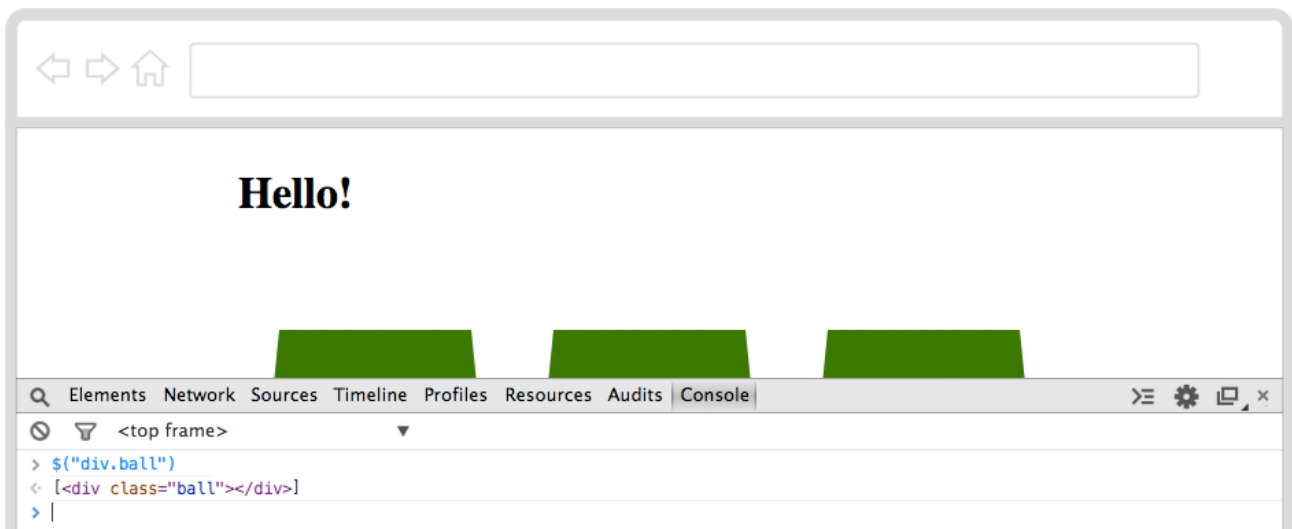 Hello!
Elements Network Sources Timeline Profiles Resources Audits Console
<top frame>
> $("div.ball")
[<div class="ball"></div>]
>